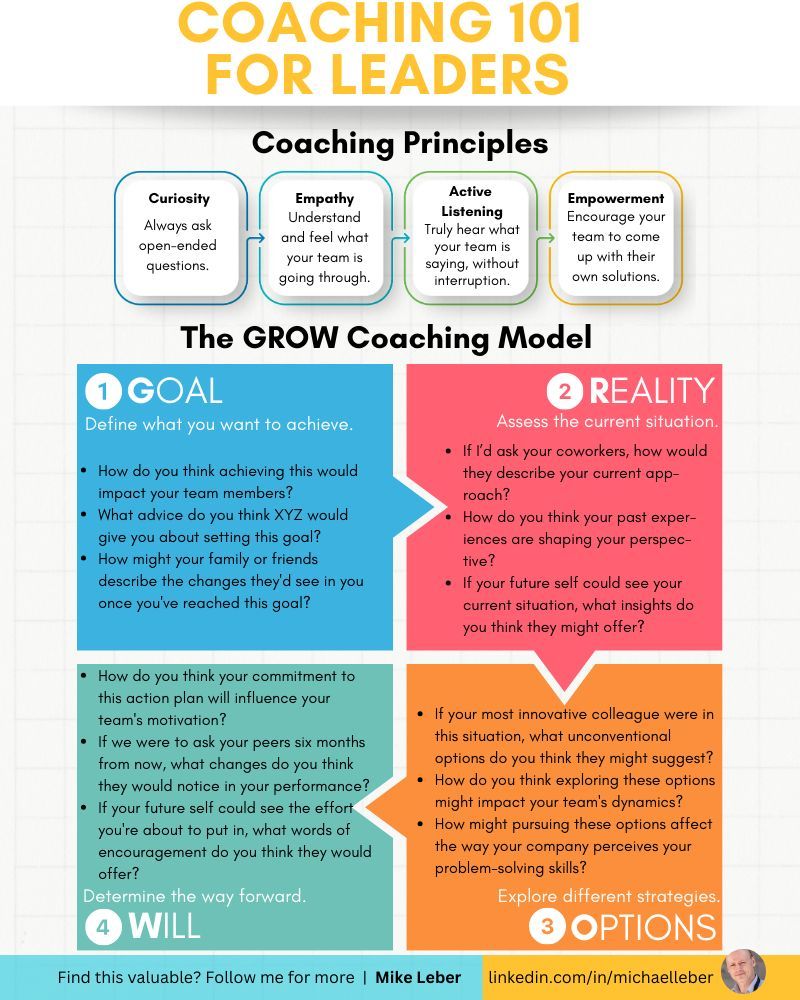 COACHING 101
FOR LEADERS
Coaching Principles
Curiosity
Always ask
open-ended
questions.
Empathy
Understand
and feel what
your team is
going through.
Active
Listening
Truly hear what
your team is
saying, without
interruption.
Empowerment
Encourage your
team to come
up with their
own solutions.
The GROW Coaching Model
1 GOAL
Define what you want to achieve.
• How do you think achieving this would
impact your team members?
• What advice do you think XYZ would
give you about setting this goal?
• How might your family or friends
describe the changes they'd see in you
once you've reached this goal?
2 REALITY
Assess the current situation.
• If I'd ask your coworkers, how would
they describe your current app-
roach?
• How do you think your past exper-
iences are shaping your perspec-
tive?
• If your future self could see your
current situation, what insights do
you think they might offer?
• If your most innovative colleague were in
this situation, what unconventional
options do you think they might suggest?
• How do you think exploring these options
might impact your team's dynamics?
• How might pursuing these options affect
the way your company perceives your
problem-solving skills?
Explore different strategies.
3 OPTIONS
• How do you think your commitment to
this action plan will influence your
team's motivation?
• If we were to ask your peers six months
from now, what changes do you think
they would notice in your performance?
• If your future self could see the effort
you're about to put in, what words of
encouragement do you think they would
offer?
Determine the way forward.
4 WILL
Find this valuable? Follow me for more | Mike Leber
linkedin.com/in/michaelleber